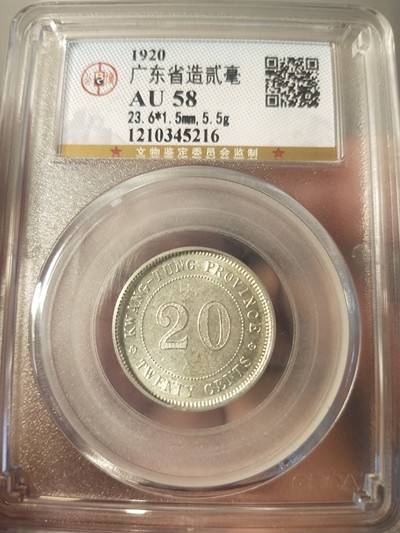 1920
广东省造贰毫
AU 58
23.6*1.5mm,5.5g
1210345216
★ 文物鉴定委员会监制 ★
KWANG-TUNG PROVINCE
20
TWENTY CENTS